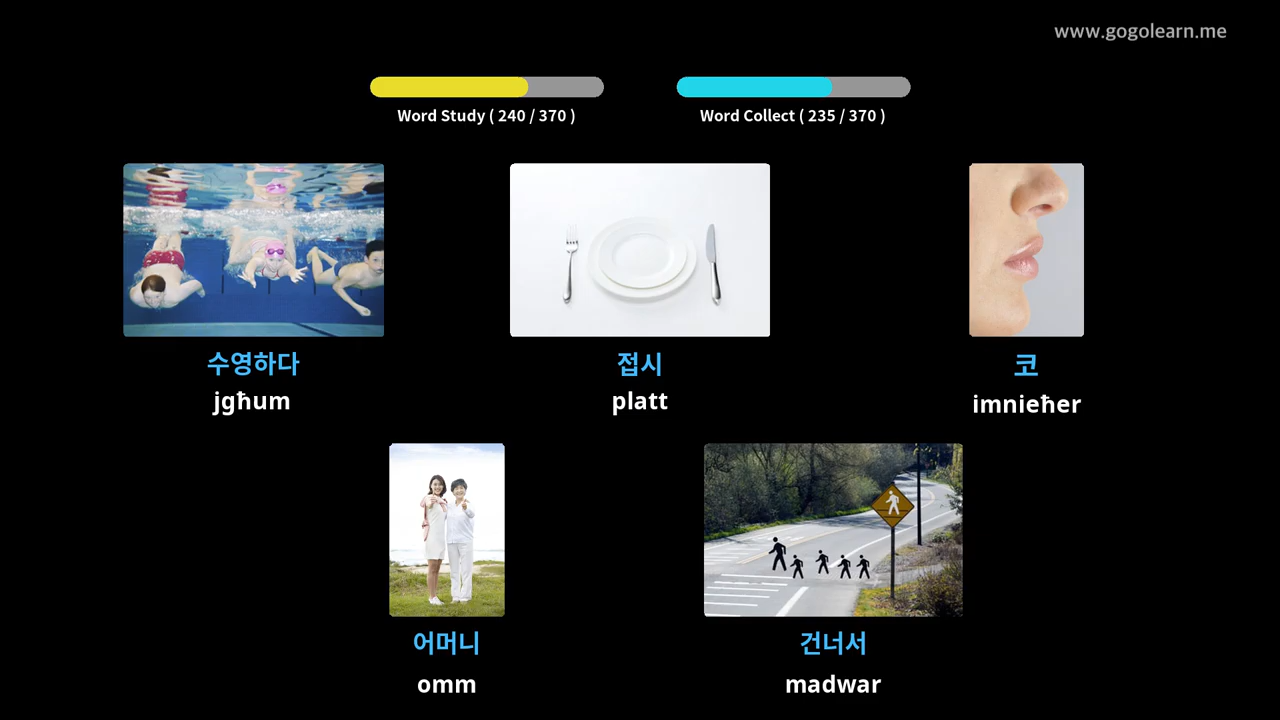 www.gogolearn.me
Word Study ( 240 / 370 )
Word Collect ( 235 / 370 )
수영하다
jgħum
접시
platt
코
imnieħer
어머니
omm
건너서
madwar